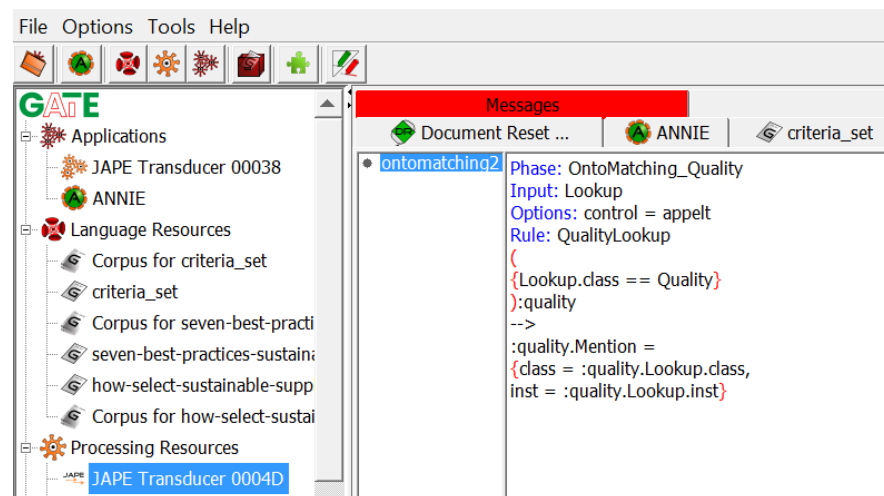 File Options Tools Help
GATE
Applications
JAPE Transducer 00038
ANNIE
Language Resources
Corpus for criteria_set
criteria_set
Corpus for seven-best-practi
seven-best-practices-sustaina
how-select-sustainable-supp
Corpus for how-select-sustai
Processing Resources
JAPE Transducer 0004D
Messages
Document Reset ... ANNIE criteria_set
ontomatching2
Phase: OntoMatching_Quality
Input: Lookup
Options: control = appelt
Rule: QualityLookup
(
{Lookup.class == Quality}
):quality
-->
:quality.Mention =
{class = :quality.Lookup.class,
inst = :quality.Lookup.inst}